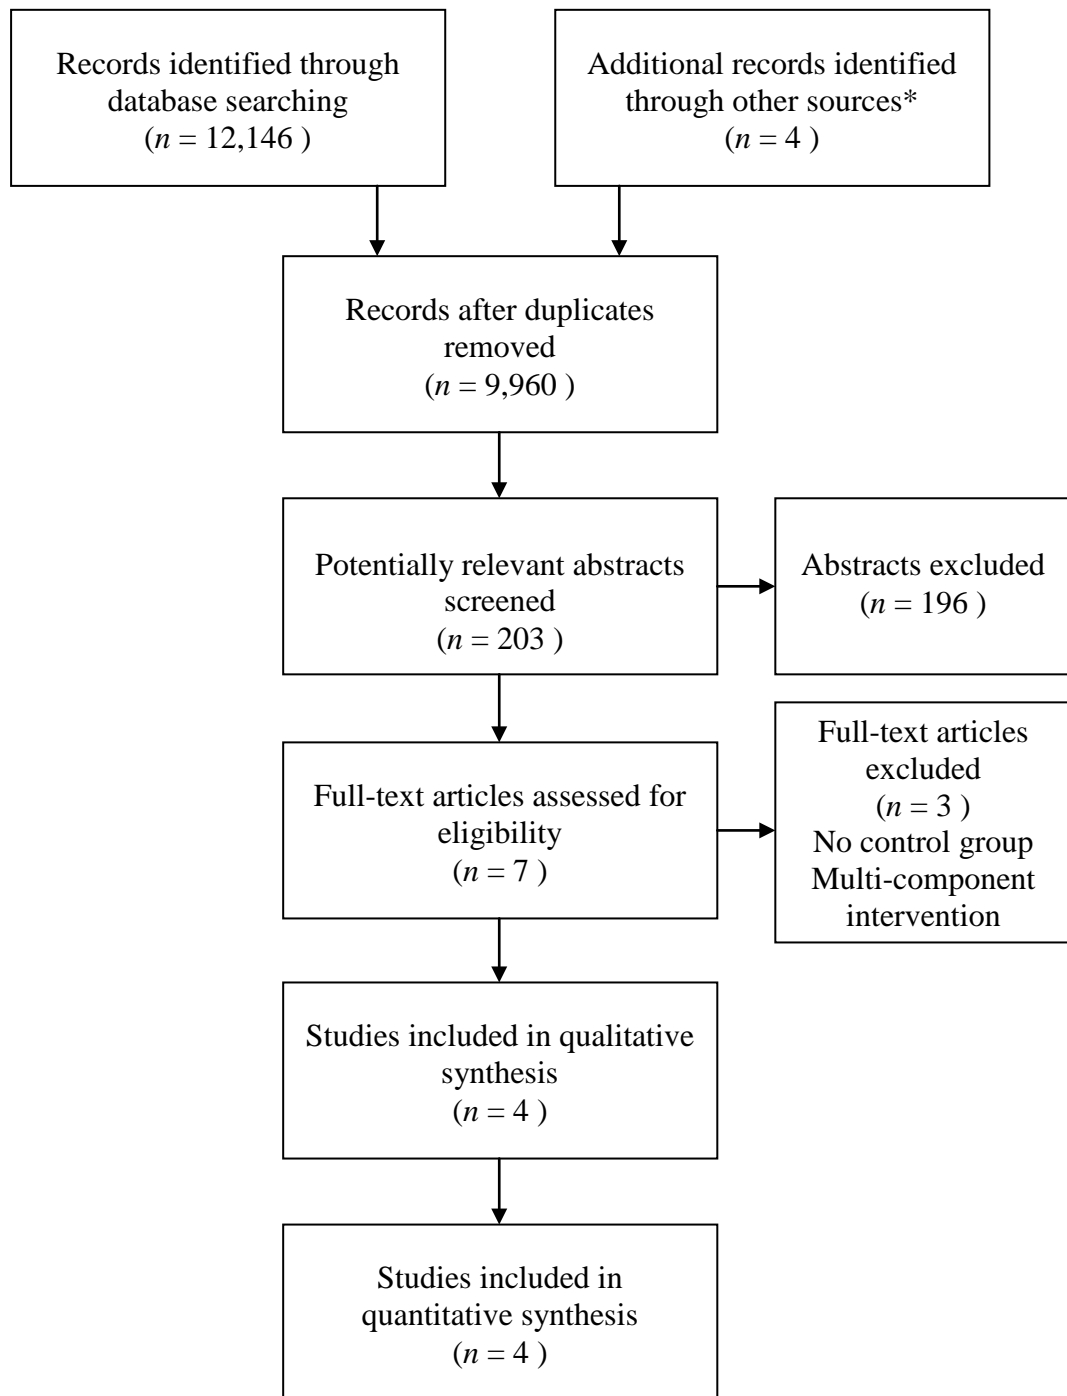 Records identified through
database searching
(n = 12,146 )
Additional records identified
through other sources*
(n = 4 )
Records after duplicates
removed
(n = 9,960 )
Potentially relevant abstracts
screened
(n = 203 )
Abstracts excluded
(n = 196 )
Full-text articles assessed for
eligibility
(n = 7 )
Full-text articles
excluded
(n = 3 )
No control group
Multi-component
intervention
Studies included in qualitative
synthesis
(n = 4 )
Studies included in
quantitative synthesis
(n = 4 )